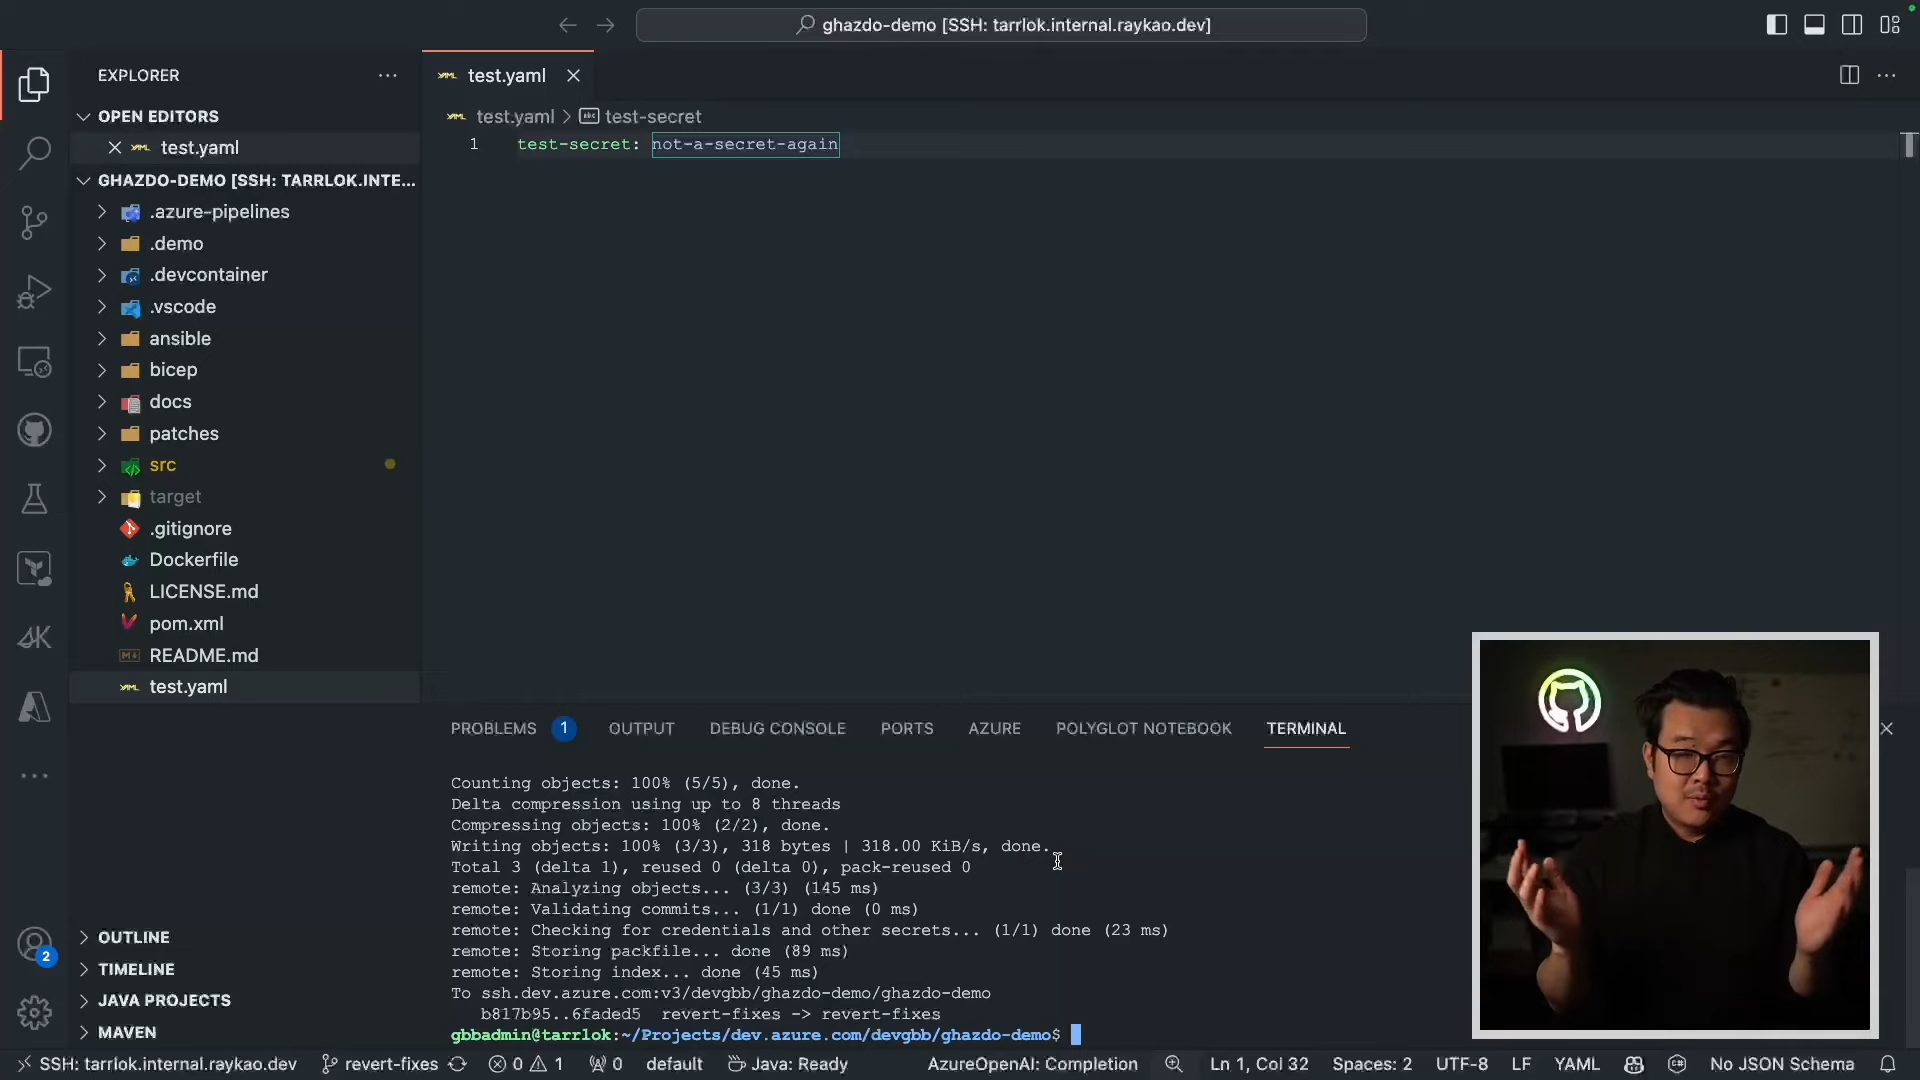 ghazdo-demo [SSH: tarrlok.internal.raykao.dev]
EXPLORER
test.yaml
OPEN EDITORS
test.yaml > test-secret
test.yaml
1 test-secret: not-a-secret-again
GHAZDO-DEMO [SSH: TARRLOK.INTE...
.azure-pipelines
.demo
.devcontainer
.vscode
ansible
bicep
docs
patches
src
target
.gitignore
Dockerfile
LICENSE.md
pom.xml
README.md
test.yaml
PROBLEMS 1 OUTPUT DEBUG CONSOLE PORTS AZURE POLYGLOT NOTEBOOK TERMINAL
Counting objects: 100% (5/5), done.
Delta compression using up to 8 threads
Compressing objects: 100% (2/2), done.
Writing objects: 100% (3/3), 318 bytes | 318.00 KiB/s, done.
Total 3 (delta 1), reused 0 (delta 0), pack-reused 0
remote: Analyzing objects... (3/3) (145 ms)
remote: Validating commits... (1/1) done (0 ms)
remote: Checking for credentials and other secrets... (1/1) done (23 ms)
remote: Storing packfile... done (89 ms)
remote: Storing index... done (45 ms)
To ssh.dev.azure.com:v3/devgbb/ghazdo-demo/ghazdo-demo
b817b95..6faded5 revert-fixes -> revert-fixes
gbbadmin@tarrlok:~/Projects/dev.azure.com/devgbb/ghazdo-demo$
OUTLINE
TIMELINE
JAVA PROJECTS
MAVEN
2
SSH: tarrlok.internal.raykao.dev revert-fixes 0 1 0 default Java: Ready AzureOpenAI: Completion Ln 1, Col 32 Spaces: 2 UTF-8 LF YAML No JSON Schema